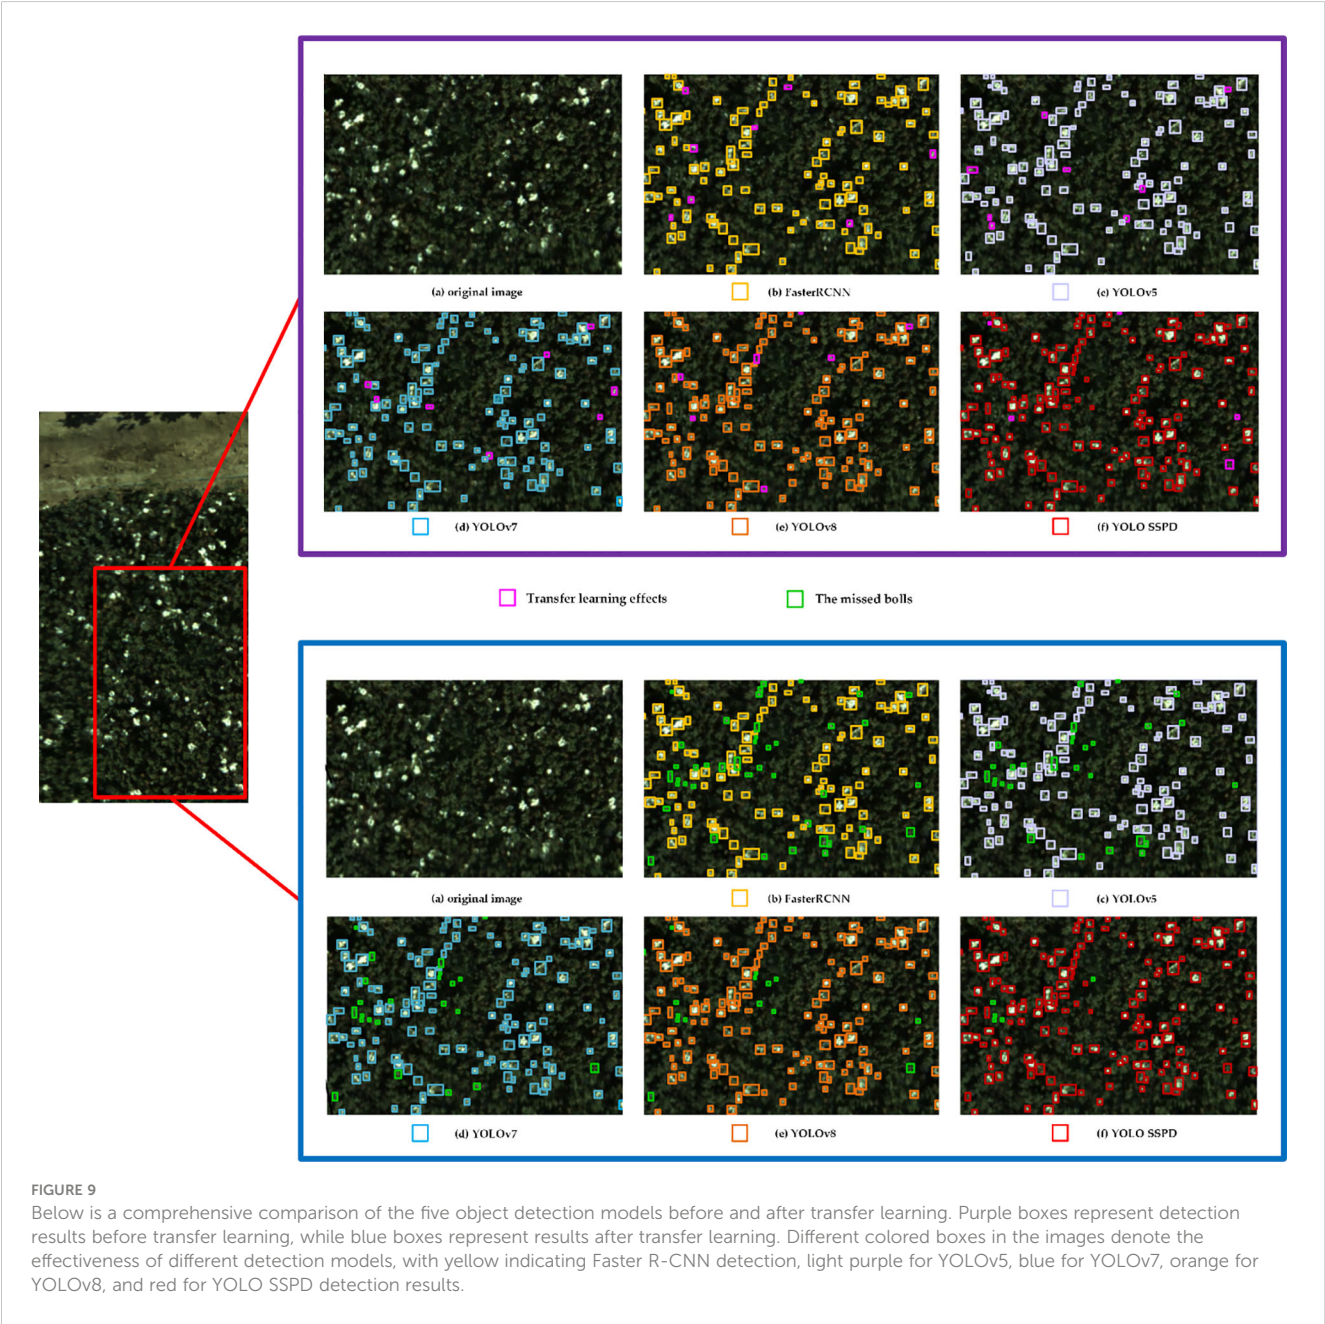 (a) original image
(b) FasterRCNN
(c) YOLOv5
(d) YOLOv7
(e) YOLOv8
(f) YOLO SSPD
Transfer learning effects
The missed bolls
(a) original image
(b) FasterRCNN
(c) YOLOv5
(d) YOLOv7
(e) YOLOv8
(f) YOLO SSPD
FIGURE 9
Below is a comprehensive comparison of the five object detection models before and after transfer learning. Purple boxes represent detection
results before transfer learning, while blue boxes represent results after transfer learning. Different colored boxes in the images denote the
effectiveness of different detection models, with yellow indicating Faster R-CNN detection, light purple for YOLOv5, blue for YOLOv7, orange for
YOLOv8, and red for YOLO SSPD detection results.